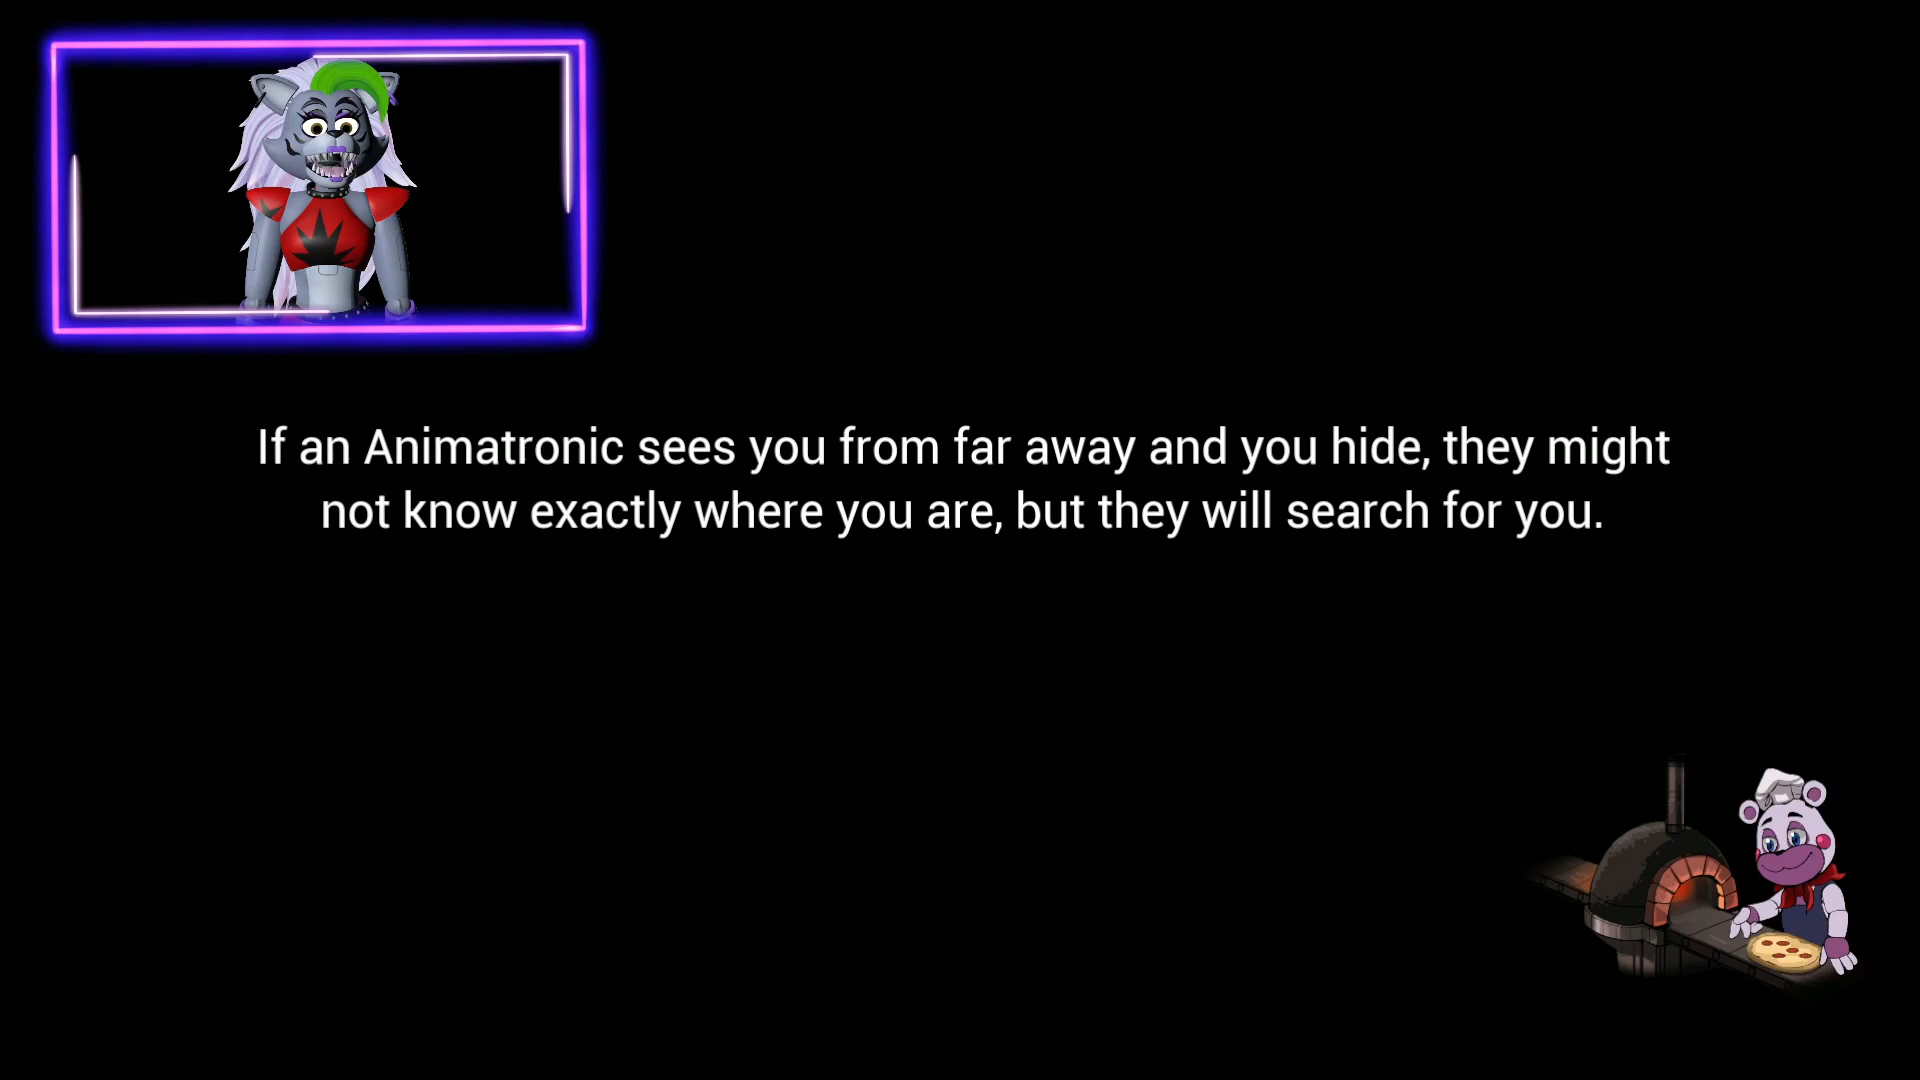 If an Animatronic sees you from far away and you hide, they might
not know exactly where you are, but they will search for you.